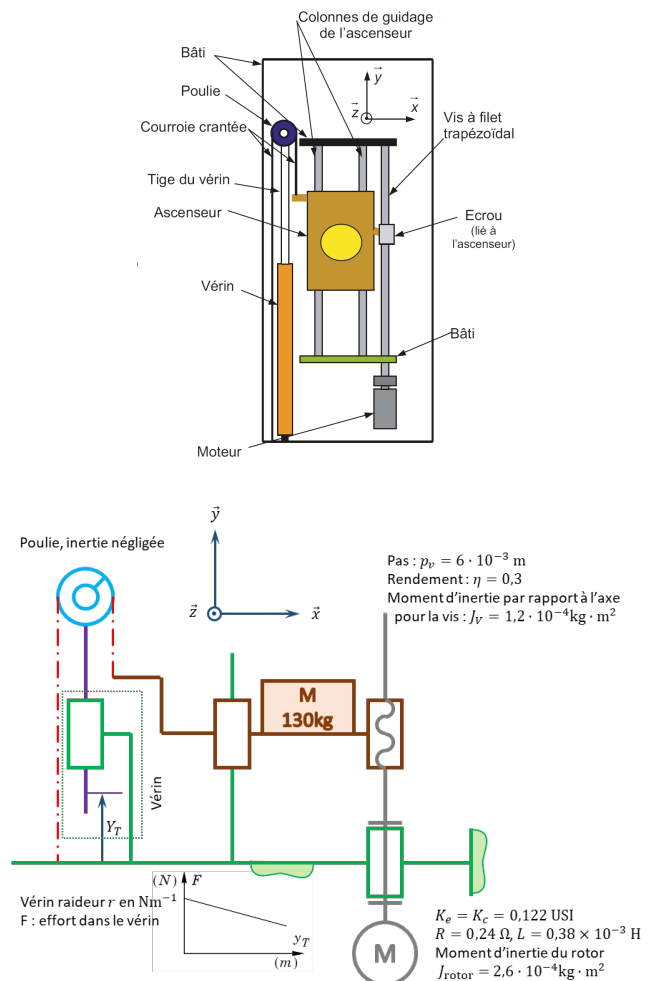 Colonnes de guidage
de l'ascenseur
Bâti
Poulie
Courroie crantée
Tige du vérin
Ascenseur
Vérin
Moteur
y
x
z
Vis à filet
trapézoïdal
Ecrou
(lié à
l'ascenseur)
Bâti
Poulie, inertie négligée
y
z
x
Pas : p_v = 6 · 10⁻³ m
Rendement : η = 0,3
Moment d'inertie par rapport à l'axe
pour la vis : J_V = 1,2 · 10⁻⁴kg · m²
M
130kg
Vérin
Y_T
Vérin raideur r en Nm⁻¹
F : effort dans le vérin
(N) F
y_T
(m)
M
K_e = K_c = 0,122 USI
R = 0,24 Ω, L = 0,38 × 10⁻³ H
Moment d'inertie du rotor
J_rotor = 2,6 · 10⁻⁴kg · m²